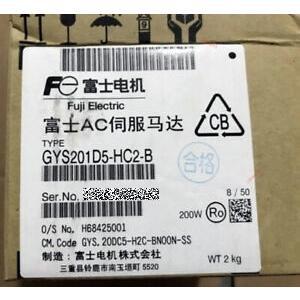 Fe 富士电机
Fuji Electric
富士AC伺服马达
CB
TYPE
GYS201D5-HC2-B
合格
Ser.No.
8 / 50
200W
Ro
O/S No. H68425001
CM. Code GYS. 20DC5-H2C-BN00N-SS
制造：富士电机株式会社
三重县铃鹿市南玉垣町 5520
WT 2 kg